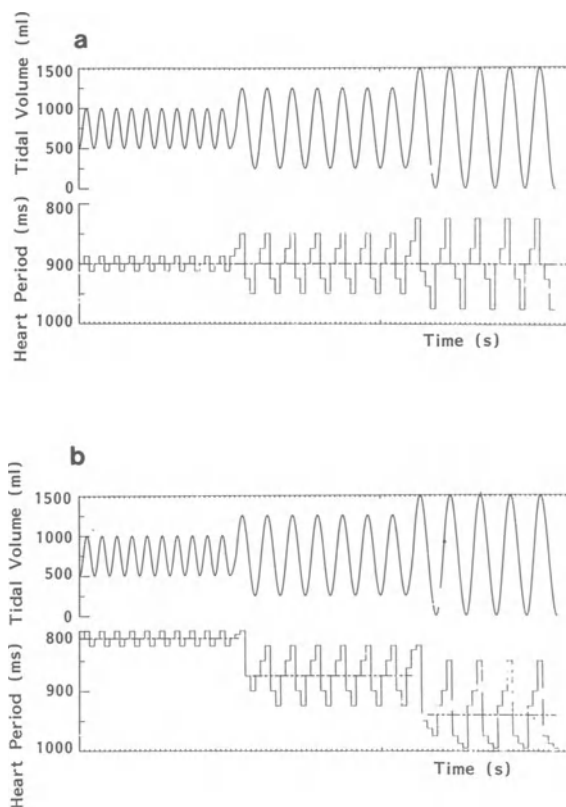 a
Tidal Volume (ml)
1500
1000
500
0
Heart Period (ms)
800
900
1000
Time (s)
b
Tidal Volume (ml)
1500
1000
500
0
Heart Period (ms)
800
900
1000
Time (s)